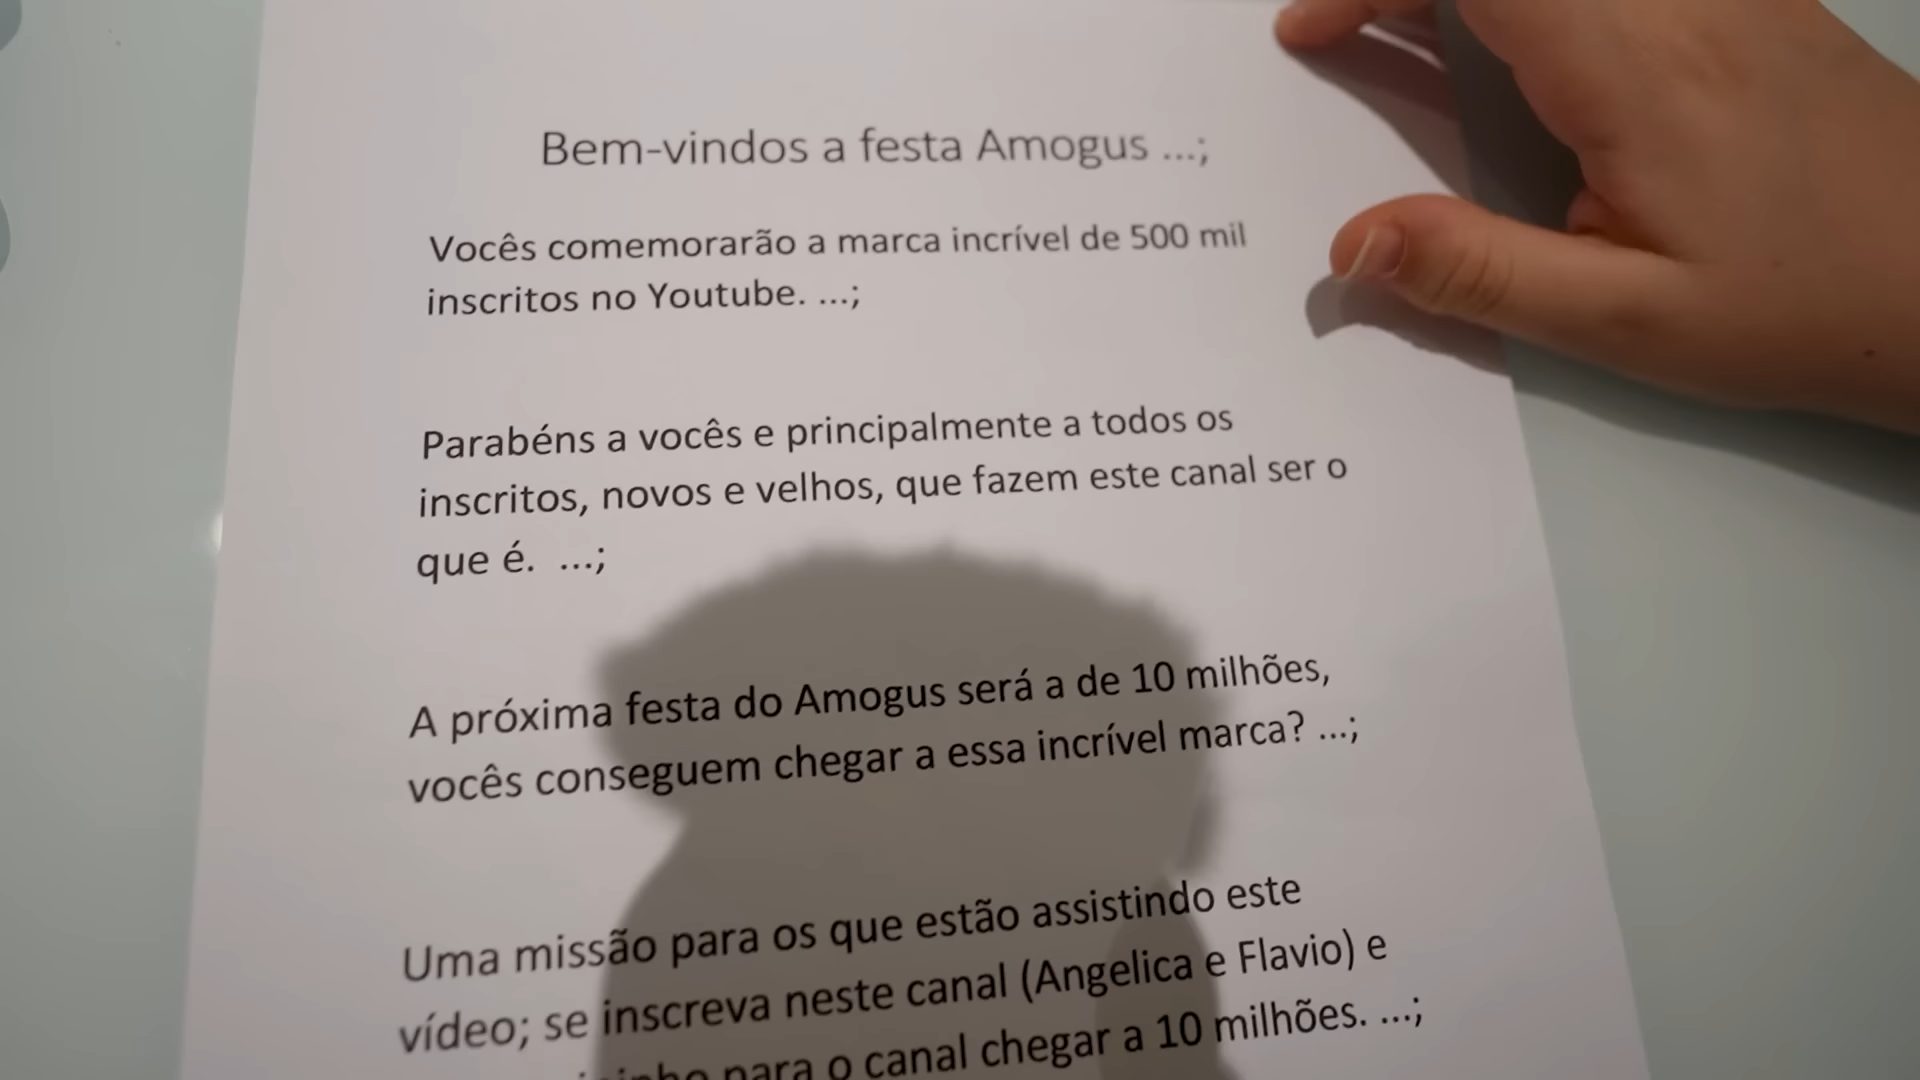 Bem-vindos a festa Amogus ...;
Vocês comemorarão a marca incrível de 500 mil
inscritos no Youtube. ...;
Parabéns a vocês e principalmente a todos os
inscritos, novos e velhos, que fazem este canal ser o
que é. ...;
A próxima festa do Amogus será a de 10 milhões,
vocês conseguem chegar a essa incrível marca? ...;
Uma missão para os que estão assistindo este
vídeo; se inscreva neste canal (Angelica e Flavio) e
para o canal chegar a 10 milhões. ...;